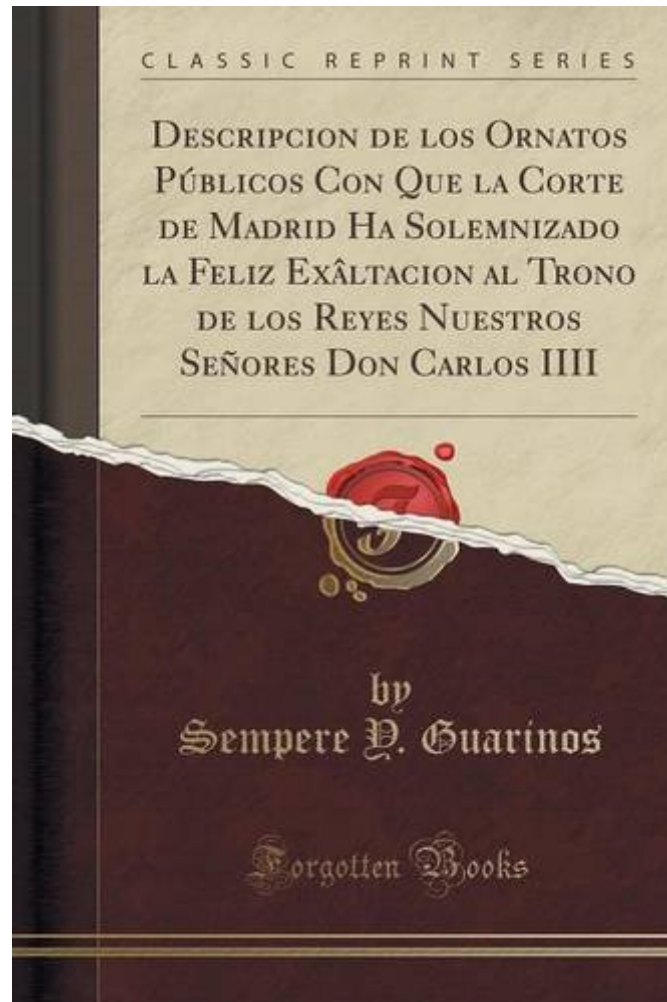 CLASSIC REPRINT SERIES
DESCRIPCION DE LOS ORNATOS
PÚBLICOS CON QUE LA CORTE
DE MADRID HA SOLEMNIZADO
LA FELIZ EXÂLTACION AL TRONO
DE LOS REYES NUESTROS
SEÑORES DON CARLOS IIII
F
by
Sempere Y. Guarinos
Forgotten Books